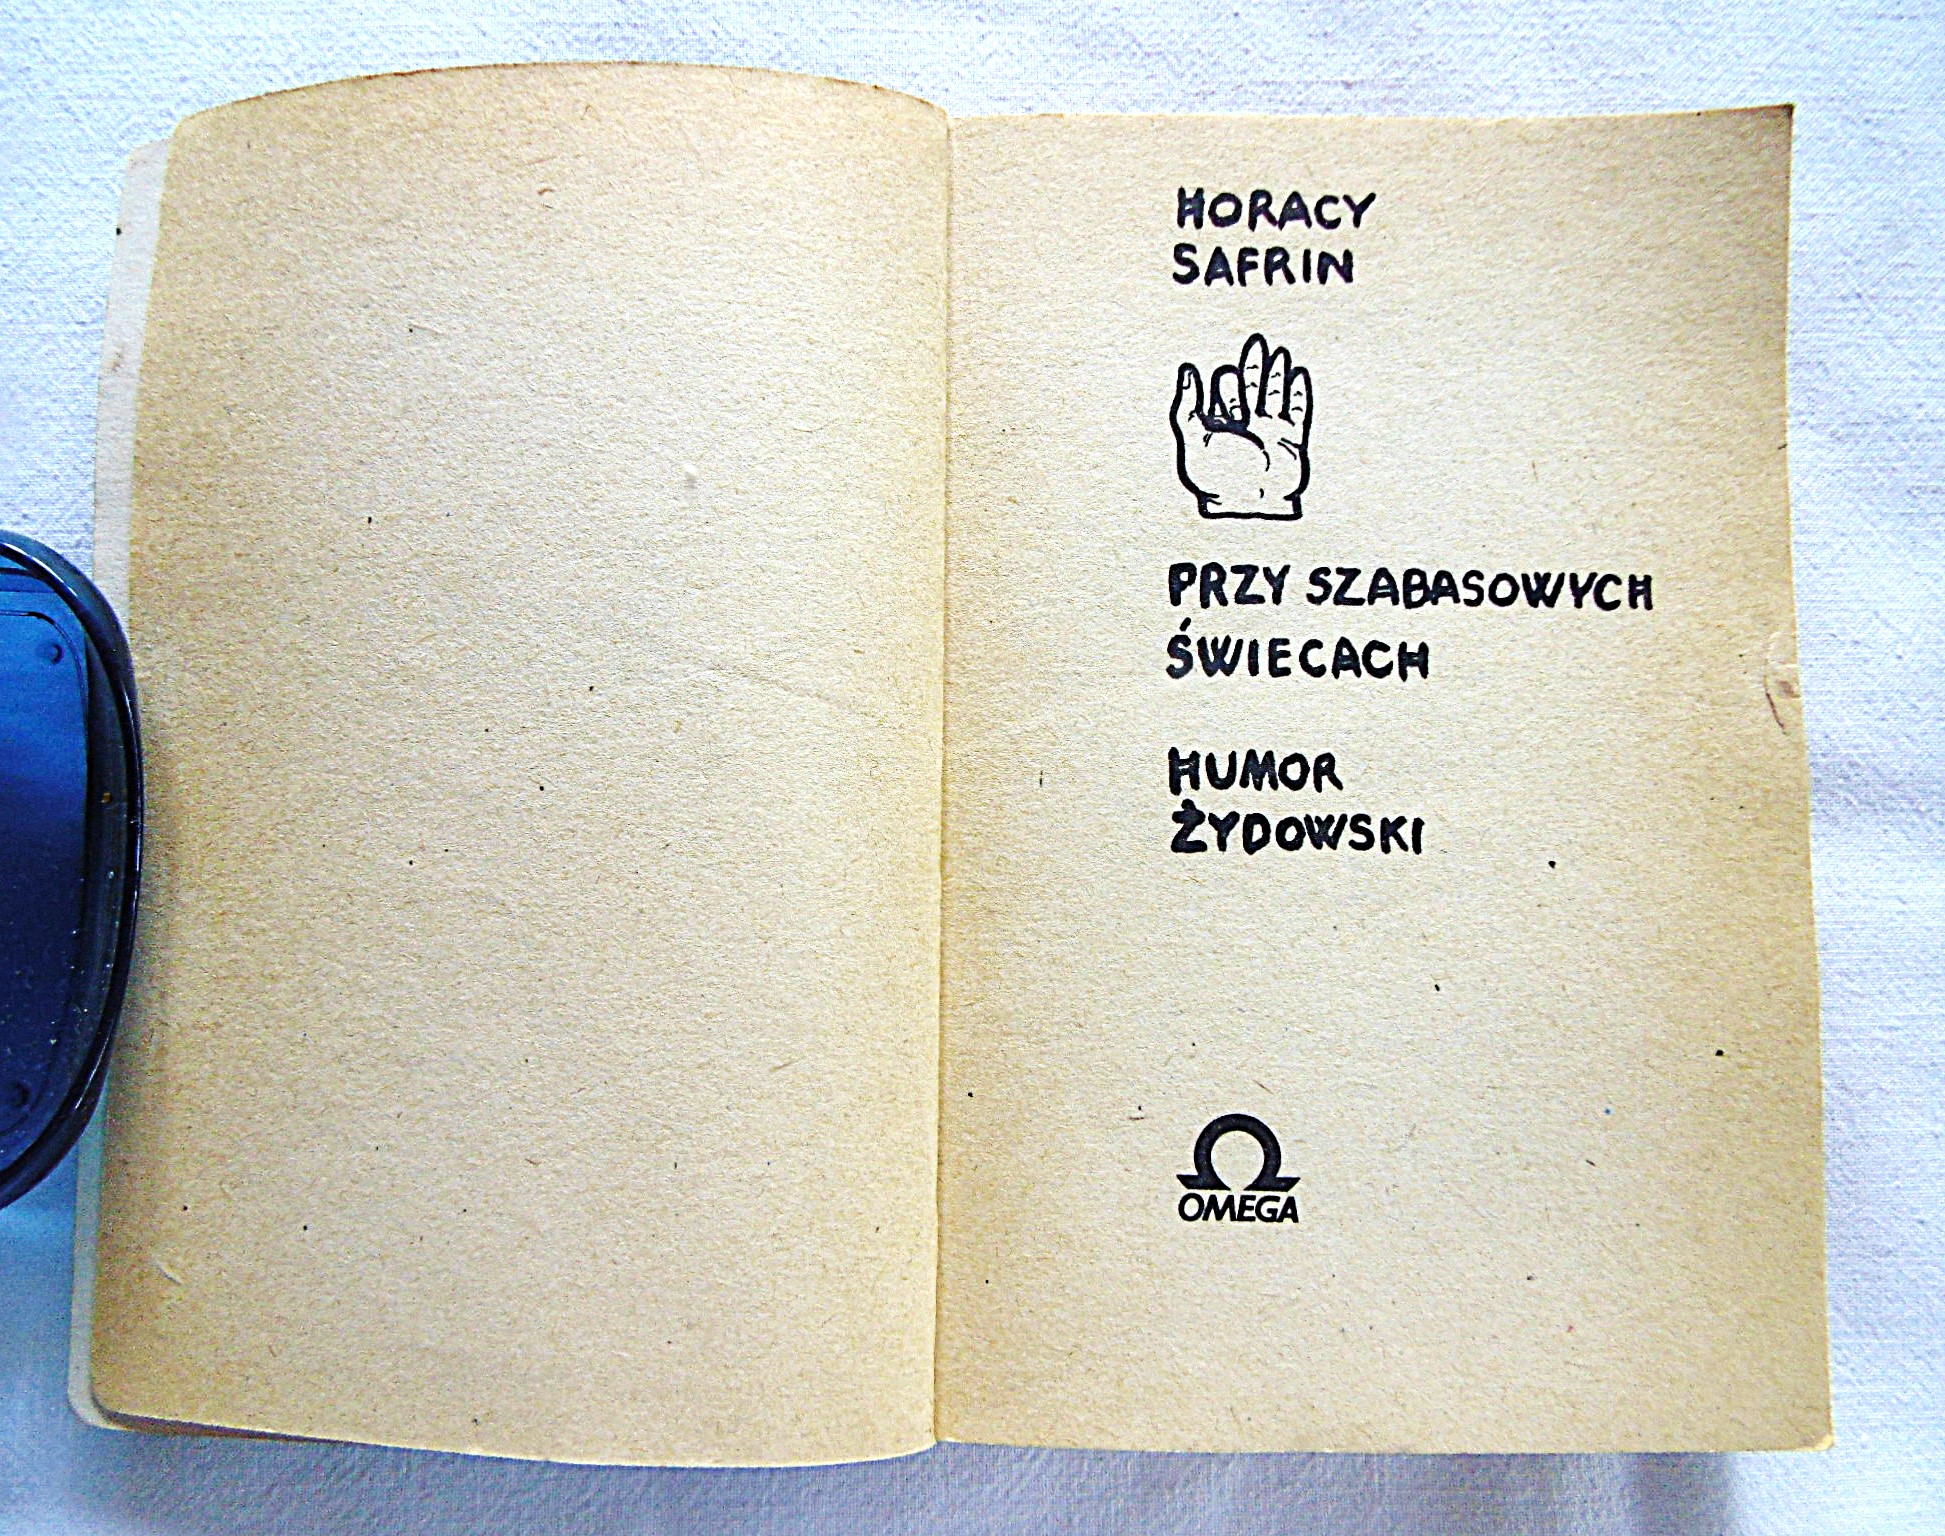 HORACY
SAFRIN
PRZY SZABASOWYCH
ŚWIECACH
HUMOR
ŻYDOWSKI
OMEGA